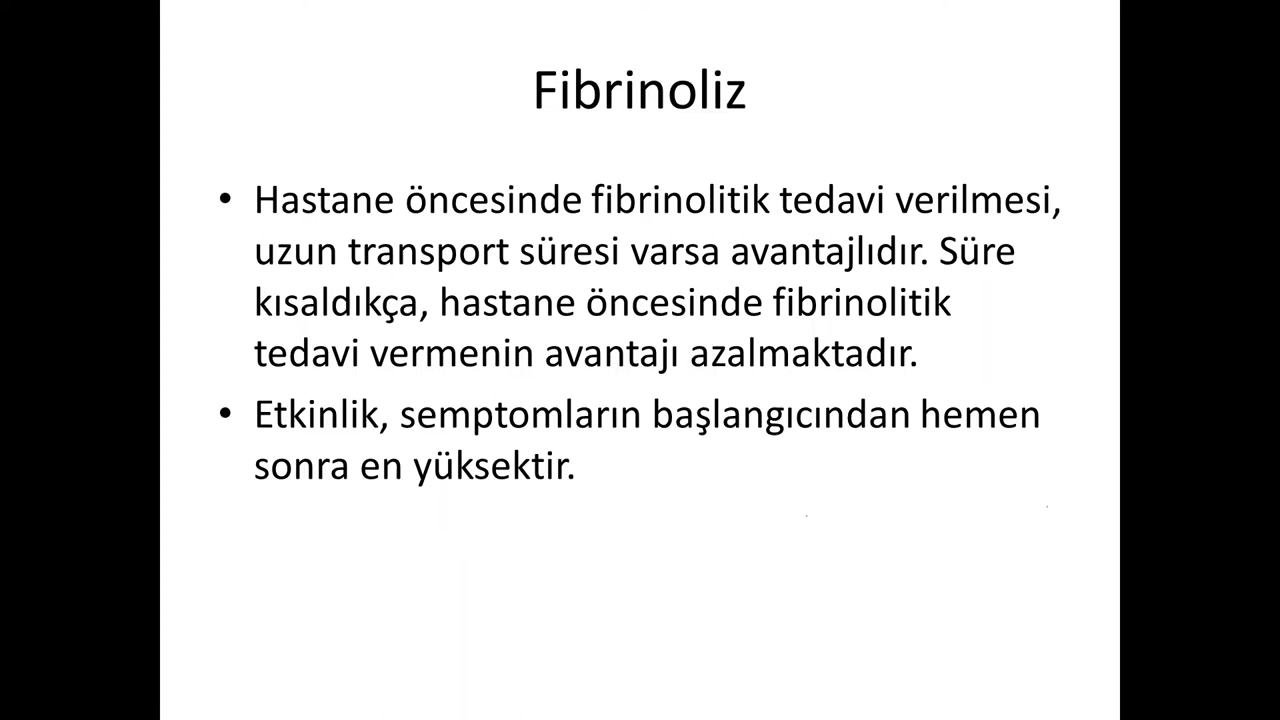 Fibrinoliz
• Hastane öncesinde fibrinolitik tedavi verilmesi,
uzun transport süresi varsa avantajlıdır. Süre
kısaldıkça, hastane öncesinde fibrinolitik
tedavi vermenin avantajı azalmaktadır.
• Etkinlik, semptomların başlangıcından hemen
sonra en yüksektir.